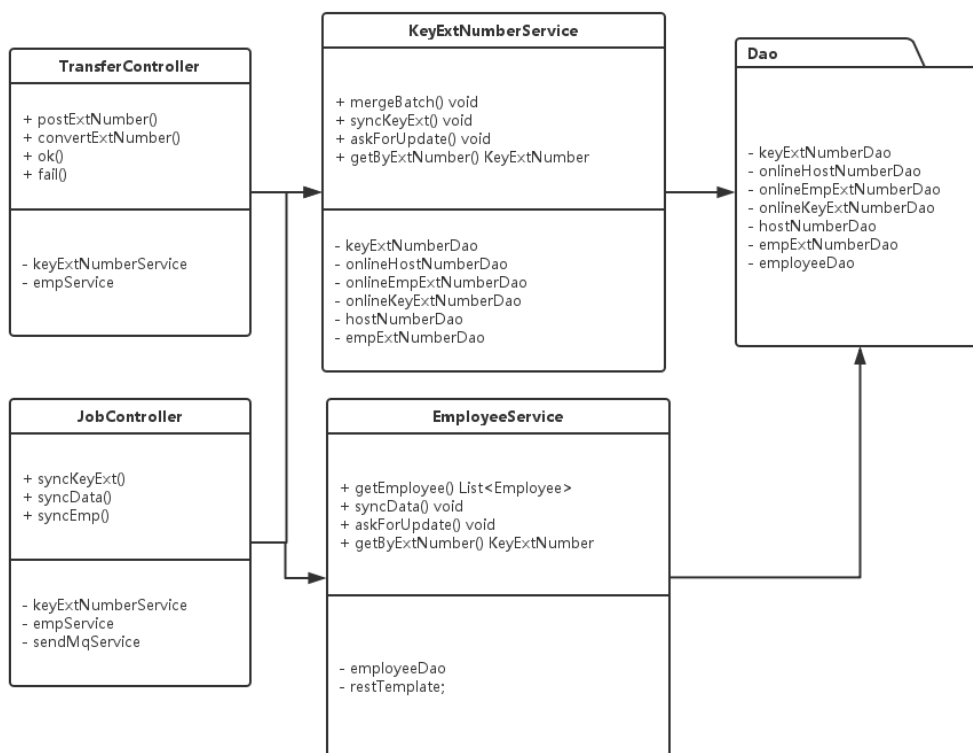 TransferController
+ postExtNumber()
+ convertExtNumber()
+ ok()
+ fail()
- keyExtNumberService
- empService
KeyExtNumberService
+ mergeBatch() void
+ syncKeyExt() void
+ askForUpdate() void
+ getByExtNumber() KeyExtNumber
- keyExtNumberDao
- onlineHostNumberDao
- onlineEmpExtNumberDao
- onlineKeyExtNumberDao
- hostNumberDao
- empExtNumberDao
Dao
- keyExtNumberDao
- onlineHostNumberDao
- onlineEmpExtNumberDao
- onlineKeyExtNumberDao
- hostNumberDao
- empExtNumberDao
- employeeDao
JobController
+ syncKeyExt()
+ syncData()
+ syncEmp()
- keyExtNumberService
- empService
- sendMqService
EmployeeService
+ getEmployee() List<Employee>
+ syncData() void
+ askForUpdate() void
+ getByExtNumber() KeyExtNumber
- employeeDao
- restTemplate;